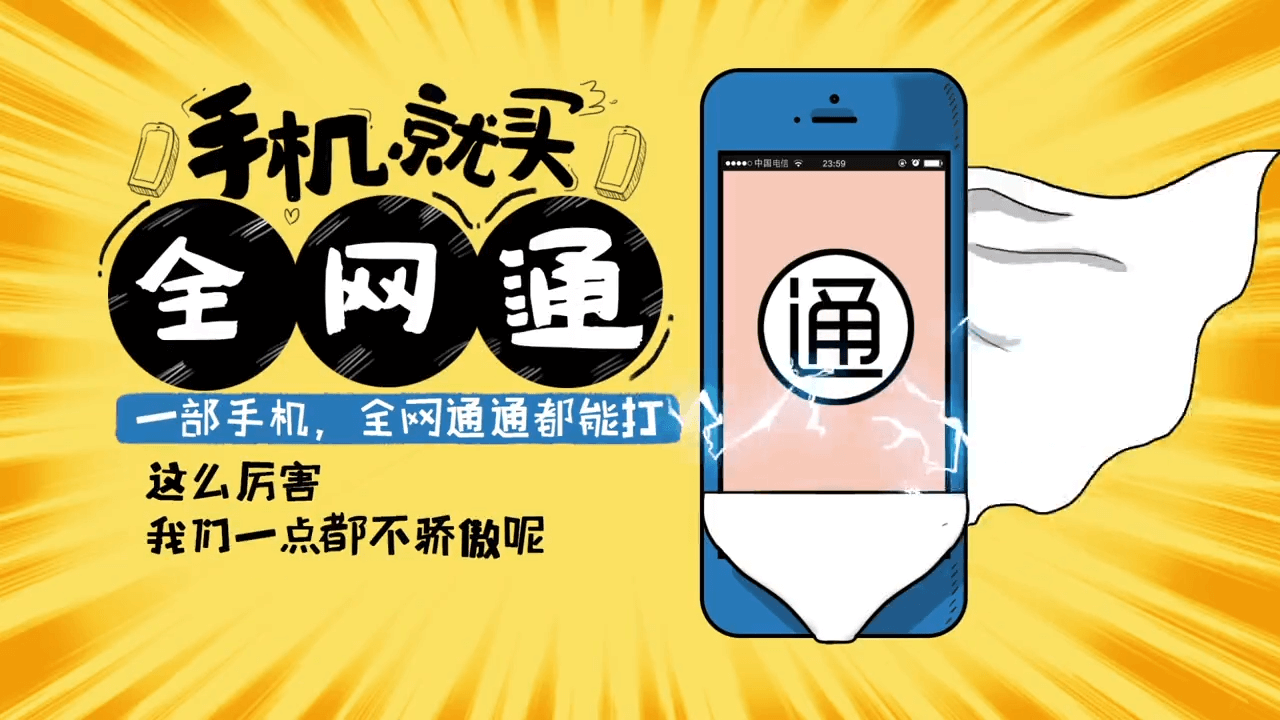 手机就买
全网通
一部手机，全网通通都能打
这么厉害
我们一点都不骄傲呢
中国电信 23:59
通